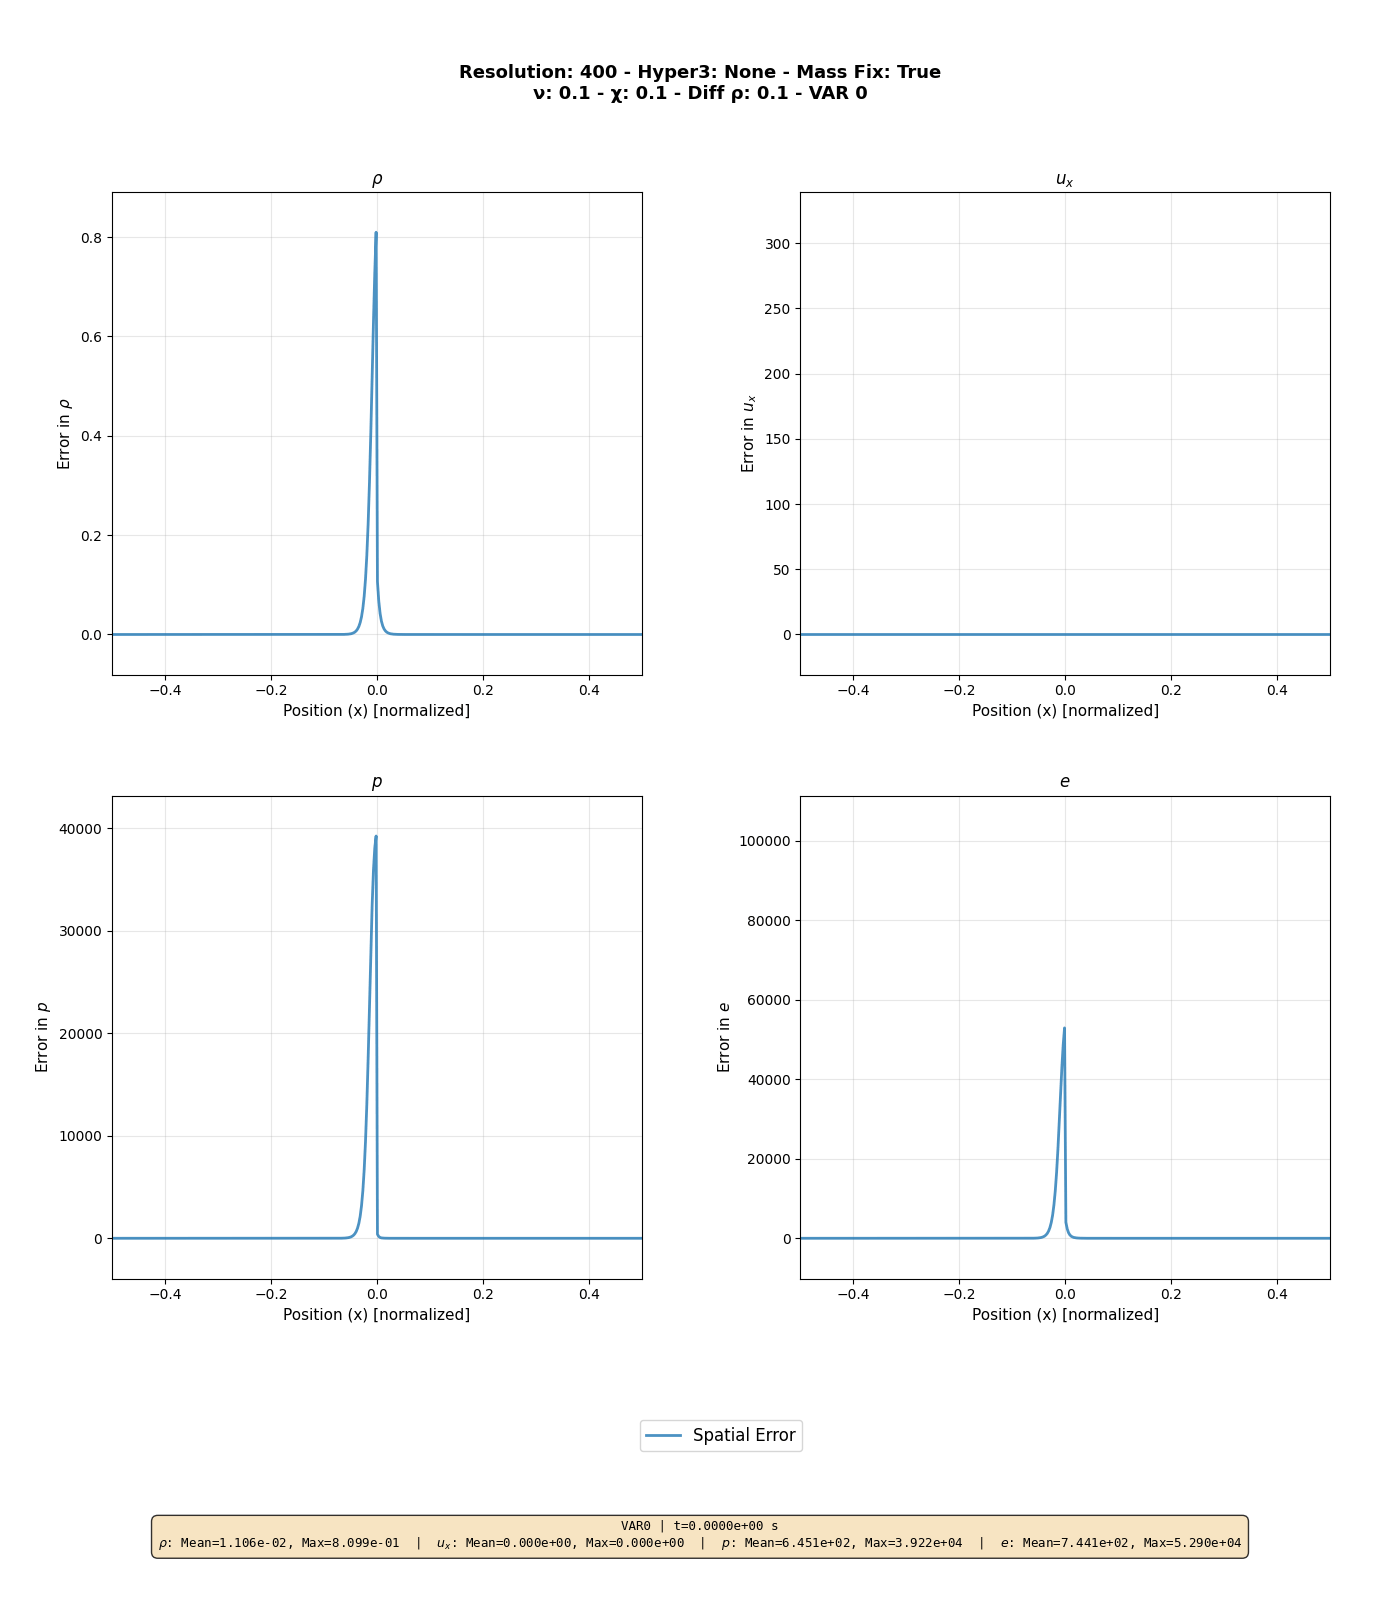 Resolution: 400 - Hyper3: None - Mass Fix: True
ν: 0.1 - χ: 0.1 - Diff ρ: 0.1 - VAR 0
ρ
0.8
0.6
0.4
0.2
0.0
Error in ρ
−0.4 −0.2 0.0 0.2 0.4
Position (x) [normalized]
u_x
300
250
200
150
100
50
0
Error in u_x
−0.4 −0.2 0.0 0.2 0.4
Position (x) [normalized]
p
40000
30000
20000
10000
0
Error in p
−0.4 −0.2 0.0 0.2 0.4
Position (x) [normalized]
e
100000
80000
60000
40000
20000
0
Error in e
−0.4 −0.2 0.0 0.2 0.4
Position (x) [normalized]
Spatial Error
VAR0 | t=0.0000e+00 s
ρ: Mean=1.106e-02, Max=8.099e-01 | u_x: Mean=0.000e+00, Max=0.000e+00 | p: Mean=6.451e+02, Max=3.922e+04 | e: Mean=7.441e+02, Max=5.290e+04